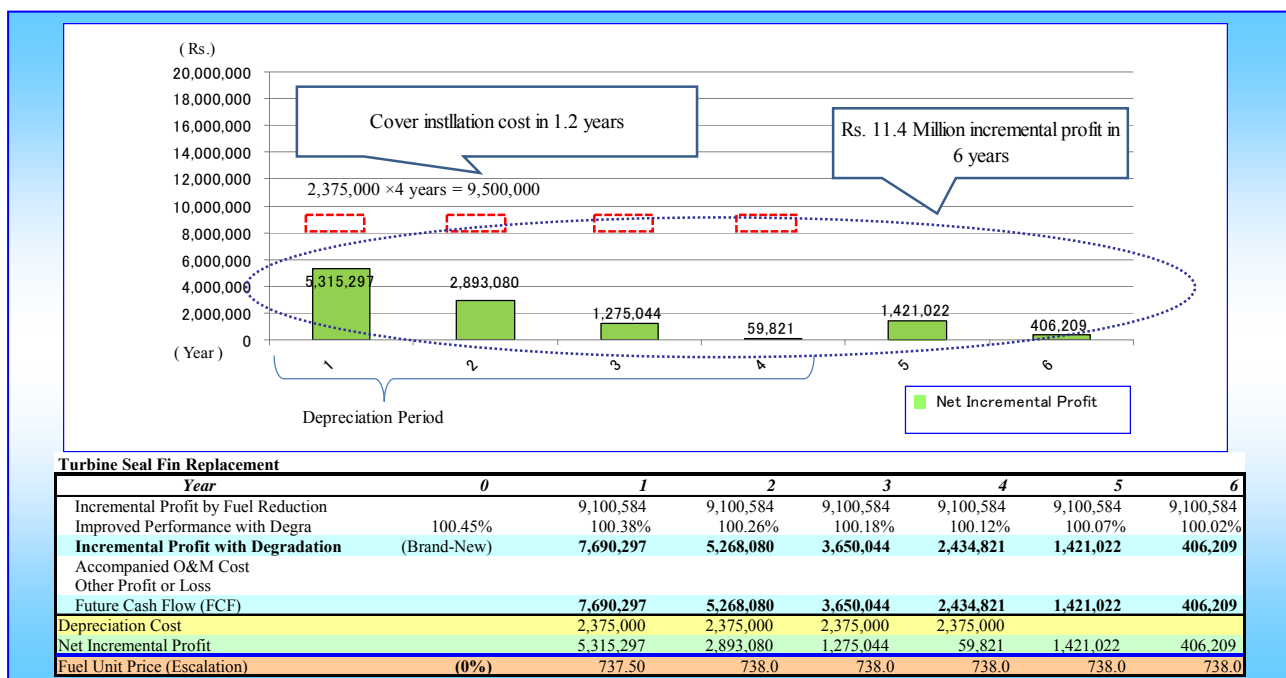 ( Rs.)
20,000,000
18,000,000
16,000,000
14,000,000
12,000,000
10,000,000
8,000,000
6,000,000
4,000,000
2,000,000
0
( Year )
Cover instllation cost in 1.2 years
Rs. 11.4 Million incremental profit in
6 years
2,375,000 ×4 years = 9,500,000
5,315,297
2,893,080
1,275,044
59,821
1,421,022
406,209
1
2
3
4
5
6
Depreciation Period
Net Incremental Profit
Turbine Seal Fin Replacement
Year 0 1 2 3 4 5 6
Incremental Profit by Fuel Reduction 9,100,584 9,100,584 9,100,584 9,100,584 9,100,584 9,100,584
Improved Performance with Degra 100.45% 100.38% 100.26% 100.18% 100.12% 100.07% 100.02%
Incremental Profit with Degradation (Brand-New) 7,690,297 5,268,080 3,650,044 2,434,821 1,421,022 406,209
Accompanied O&M Cost
Other Profit or Loss
Future Cash Flow (FCF) 7,690,297 5,268,080 3,650,044 2,434,821 1,421,022 406,209
Depreciation Cost 2,375,000 2,375,000 2,375,000 2,375,000
Net Incremental Profit 5,315,297 2,893,080 1,275,044 59,821 1,421,022 406,209
Fuel Unit Price (Escalation) (0%) 737.50 738.0 738.0 738.0 738.0 738.0